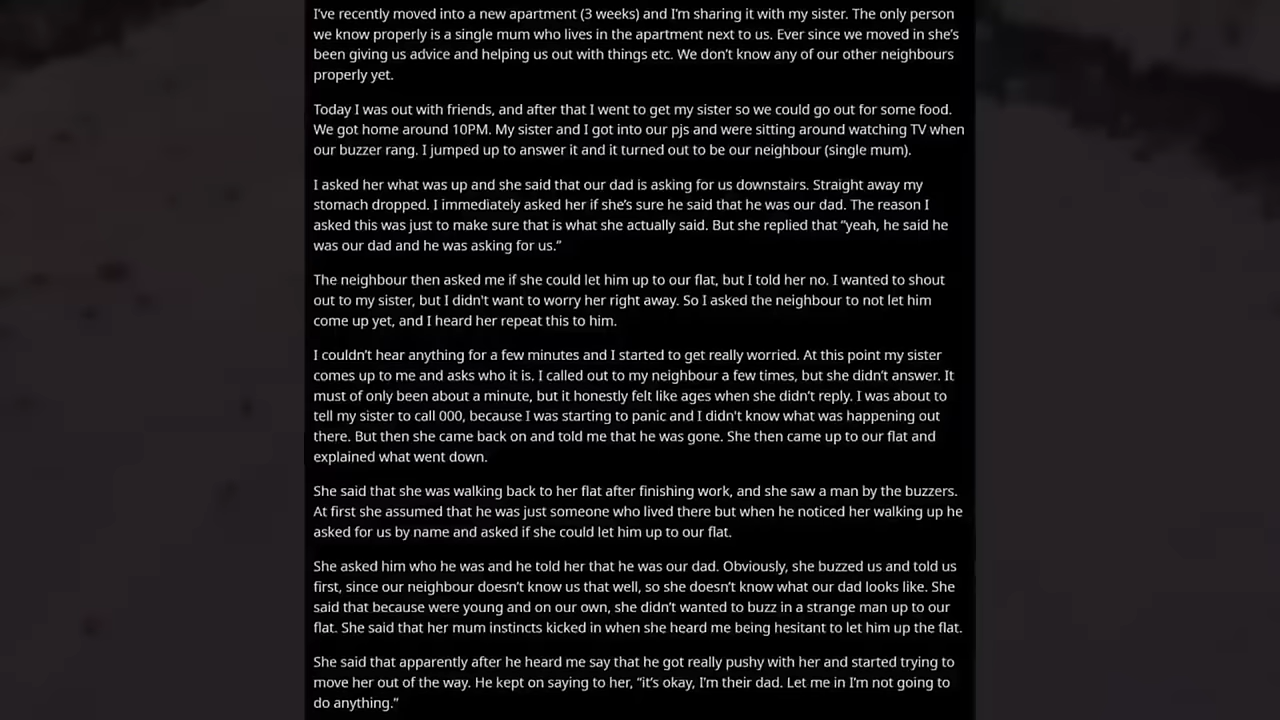 I've recently moved into a new apartment (3 weeks) and I'm sharing it with my sister. The only person
we know properly is a single mum who lives in the apartment next to us. Ever since we moved in she's
been giving us advice and helping us out with things etc. We don't know any of our other neighbours
properly yet.
Today I was out with friends, and after that I went to get my sister so we could go out for some food.
We got home around 10PM. My sister and I got into our pjs and were sitting around watching TV when
our buzzer rang. I jumped up to answer it and it turned out to be our neighbour (single mum).
I asked her what was up and she said that our dad is asking for us downstairs. Straight away my
stomach dropped. I immediately asked her if she's sure he said that he was our dad. The reason I
asked this was just to make sure that is what she actually said. But she replied that “yeah, he said he
was our dad and he was asking for us.”
The neighbour then asked me if she could let him up to our flat, but I told her no. I wanted to shout
out to my sister, but I didn't want to worry her right away. So I asked the neighbour to not let him
come up yet, and I heard her repeat this to him.
I couldn't hear anything for a few minutes and I started to get really worried. At this point my sister
comes up to me and asks who it is. I called out to my neighbour a few times, but she didn't answer. It
must of only been about a minute, but it honestly felt like ages when she didn't reply. I was about to
tell my sister to call 000, because I was starting to panic and I didn't know what was happening out
there. But then she came back on and told me that he was gone. She then came up to our flat and
explained what went down.
She said that she was walking back to her flat after finishing work, and she saw a man by the buzzers.
At first she assumed that he was just someone who lived there but when he noticed her walking up he
asked for us by name and asked if she could let him up to our flat.
She asked him who he was and he told her that he was our dad. Obviously, she buzzed us and told us
first, since our neighbour doesn't know us that well, so she doesn't know what our dad looks like. She
said that because were young and on our own, she didn't wanted to buzz in a strange man up to our
flat. She said that her mum instincts kicked in when she heard me being hesitant to let him up the flat.
She said that apparently after he heard me say that he got really pushy with her and started trying to
move her out of the way. He kept on saying to her, “it's okay, I'm their dad. Let me in I'm not going to
do anything.”